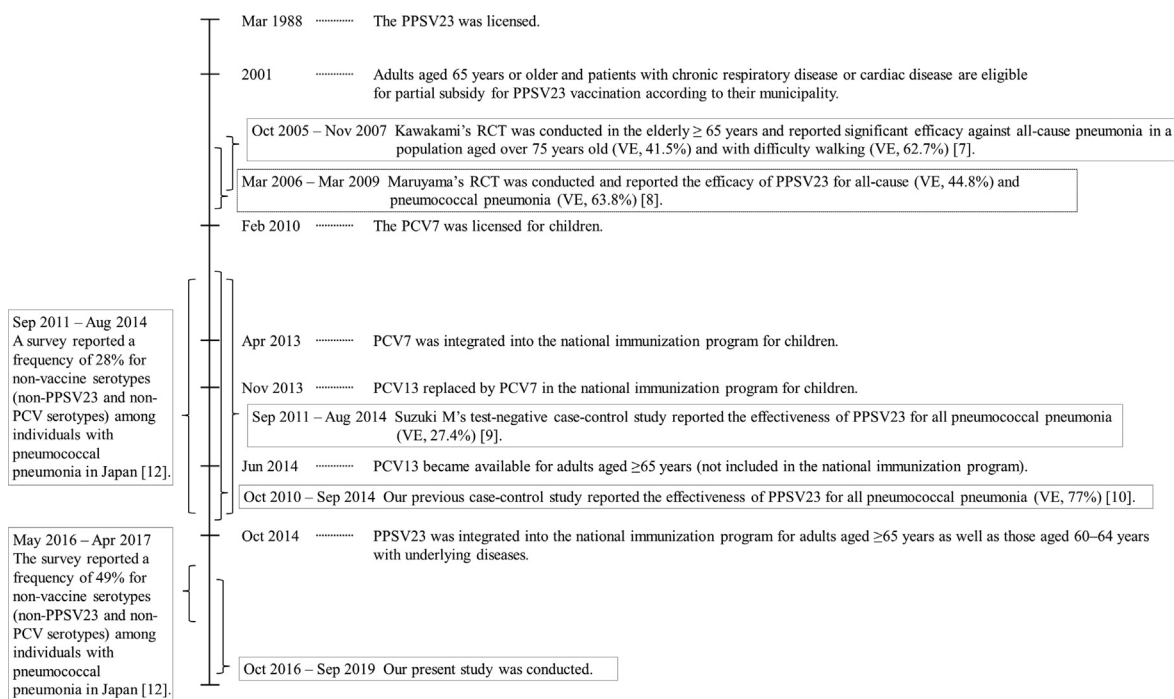 Mar 1988 ············ The PPSV23 was licensed.
2001 ············ Adults aged 65 years or older and patients with chronic respiratory disease or cardiac disease are eligible
for partial subsidy for PPSV23 vaccination according to their municipality.
Oct 2005 – Nov 2007 Kawakami’s RCT was conducted in the elderly ≥ 65 years and reported significant efficacy against all-cause pneumonia in a
population aged over 75 years old (VE, 41.5%) and with difficulty walking (VE, 62.7%) [7].
Mar 2006 – Mar 2009 Maruyama’s RCT was conducted and reported the efficacy of PPSV23 for all-cause (VE, 44.8%) and
pneumococcal pneumonia (VE, 63.8%) [8].
Feb 2010 ············ The PCV7 was licensed for children.
Sep 2011 – Aug 2014
A survey reported a
frequency of 28% for
non-vaccine serotypes
(non-PPSV23 and non-
PCV serotypes) among
individuals with
pneumococcal
pneumonia in Japan [12].
Apr 2013 ············ PCV7 was integrated into the national immunization program for children.
Nov 2013 ············ PCV13 replaced by PCV7 in the national immunization program for children.
Sep 2011 – Aug 2014 Suzuki M’s test-negative case-control study reported the effectiveness of PPSV23 for all pneumococcal pneumonia
(VE, 27.4%) [9].
Jun 2014 ············ PCV13 became available for adults aged ≥65 years (not included in the national immunization program).
Oct 2010 – Sep 2014 Our previous case-control study reported the effectiveness of PPSV23 for all pneumococcal pneumonia (VE, 77%) [10].
Oct 2014 ············ PPSV23 was integrated into the national immunization program for adults aged ≥65 years as well as those aged 60–64 years
with underlying diseases.
May 2016 – Apr 2017
The survey reported a
frequency of 49% for
non-vaccine serotypes
(non-PPSV23 and non-
PCV serotypes) among
individuals with
pneumococcal
pneumonia in Japan [12].
Oct 2016 – Sep 2019 Our present study was conducted.